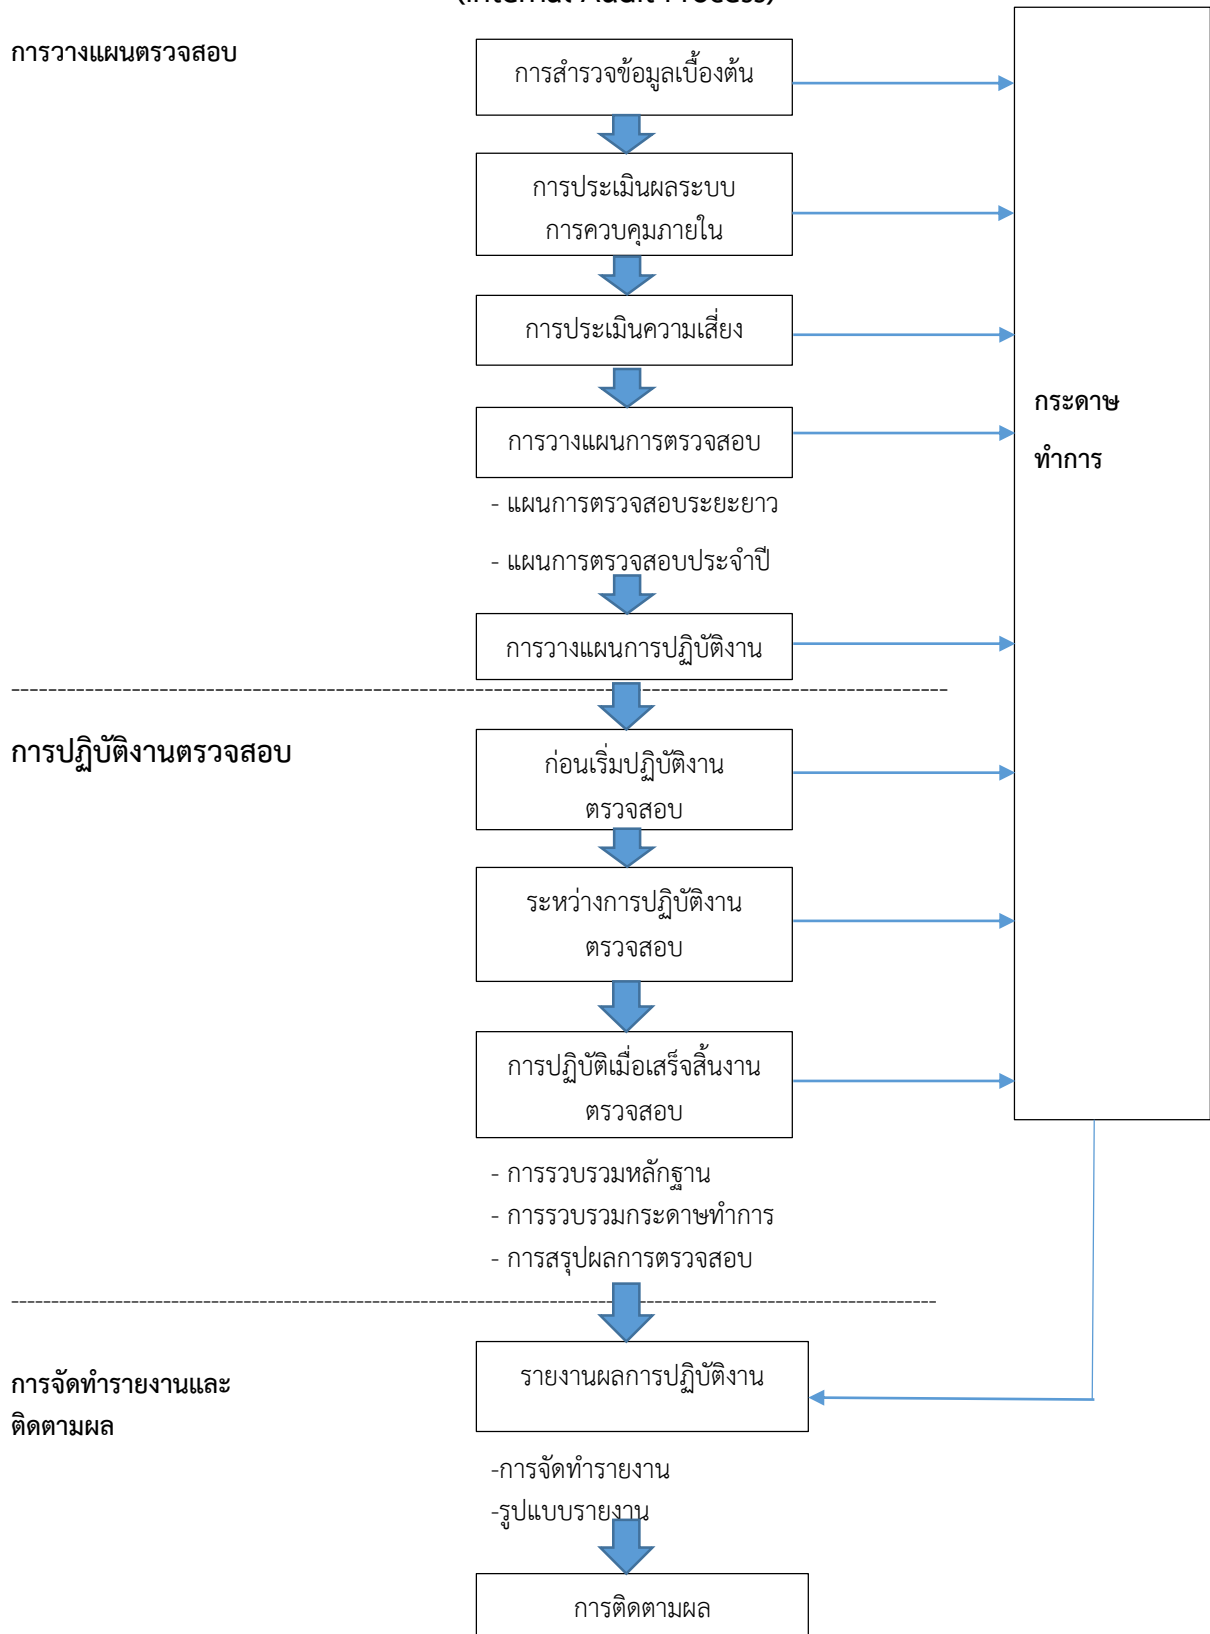 (Internal Audit Process)
การวางแผนตรวจสอบ
การสำรวจข้อมูลเบื้องต้น
การประเมินผลระบบ
การควบคุมภายใน
การประเมินความเสี่ยง
กระดาษ
ทำการ
การวางแผนการตรวจสอบ
- แผนการตรวจสอบระยะยาว
- แผนการตรวจสอบประจำปี
การวางแผนการปฏิบัติงาน
การปฏิบัติงานตรวจสอบ
ก่อนเริ่มปฏิบัติงาน
ตรวจสอบ
ระหว่างการปฏิบัติงาน
ตรวจสอบ
การปฏิบัติเมื่อเสร็จสิ้นงาน
ตรวจสอบ
- การรวบรวมหลักฐาน
- การรวบรวมกระดาษทำการ
- การสรุปผลการตรวจสอบ
การจัดทำรายงานและ
ติดตามผล
รายงานผลการปฏิบัติงาน
-การจัดทำรายงาน
-รูปแบบรายงาน
การติดตามผล